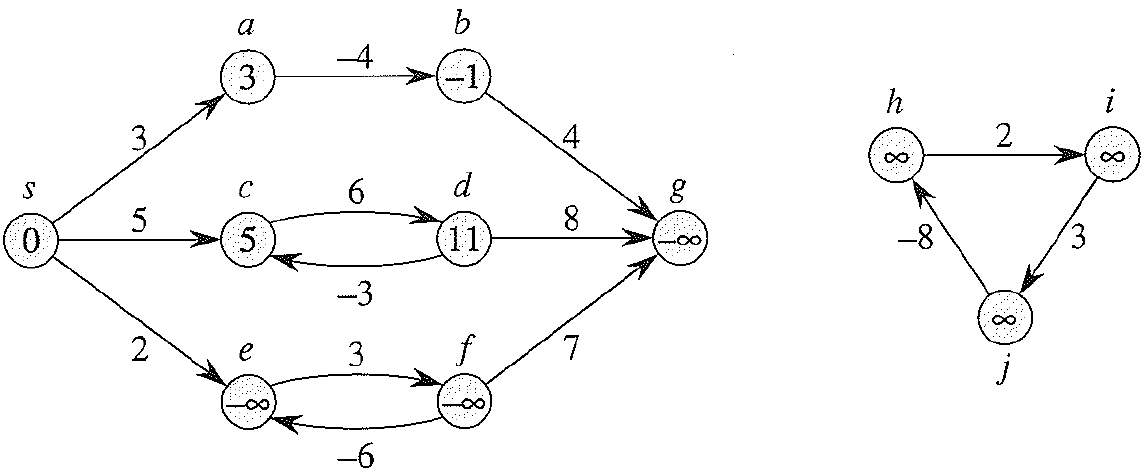 a b
3 –4 –1
h i
3 4 2
∞ ∞
s c 6 d g
0 5 5 11 8 –∞
–8 3
–3
∞
2 e 3 f 7
j
–∞ –∞
–6